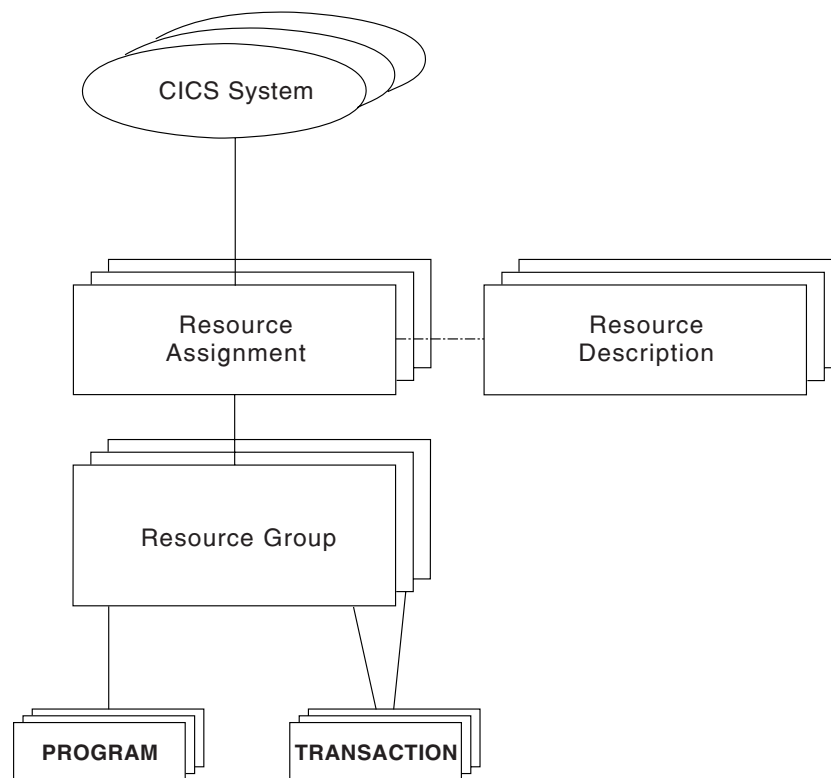 CICS System
Resource
Assignment
Resource
Description
Resource Group
PROGRAM
TRANSACTION